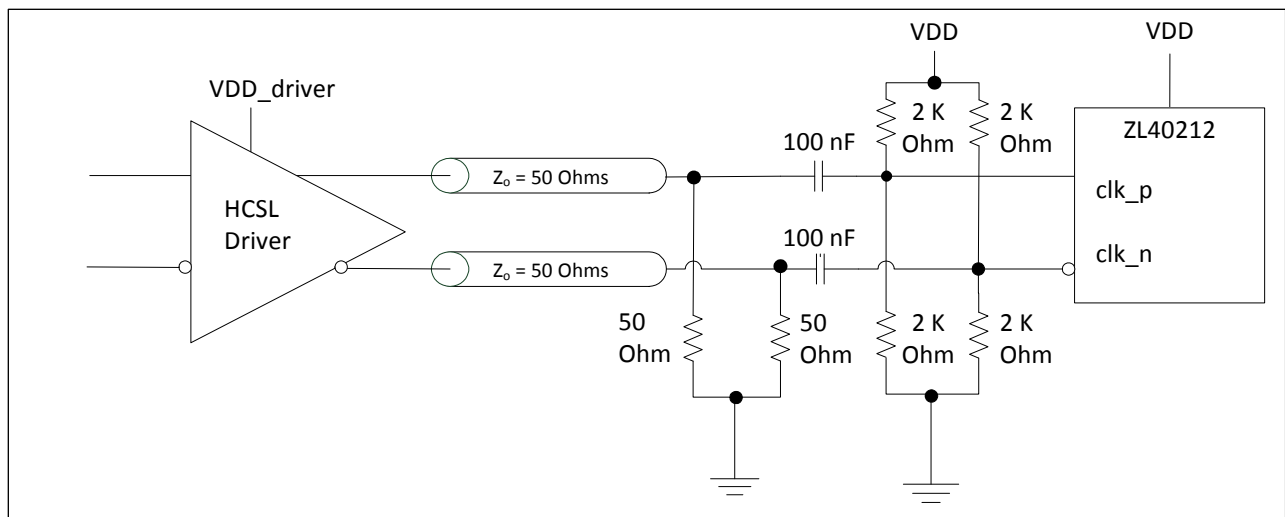 VDD
VDD
VDD_driver
2 K
Ohm
2 K
Ohm
ZL40212
100 nF
Zₒ = 50 Ohms
clk_p
HCSL
Driver
100 nF
clk_n
Zₒ = 50 Ohms
50
Ohm
50
Ohm
2 K
Ohm
2 K
Ohm